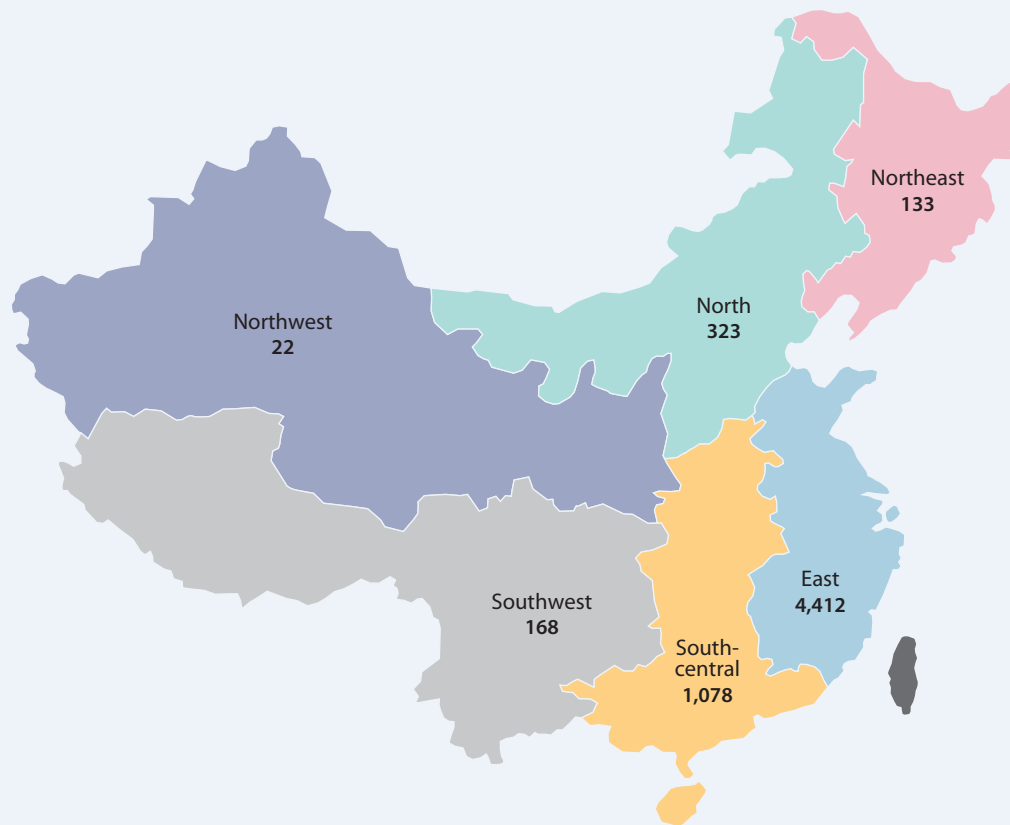 Northeast
133
North
323
Northwest
22
East
4,412
Southwest
168
South-
central
1,078